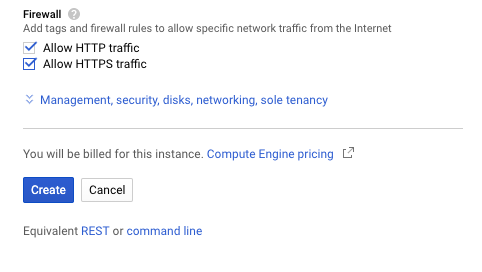 Firewall ?
Add tags and firewall rules to allow specific network traffic from the Internet
Allow HTTP traffic
Allow HTTPS traffic
Management, security, disks, networking, sole tenancy
You will be billed for this instance. Compute Engine pricing
Create Cancel
Equivalent REST or command line